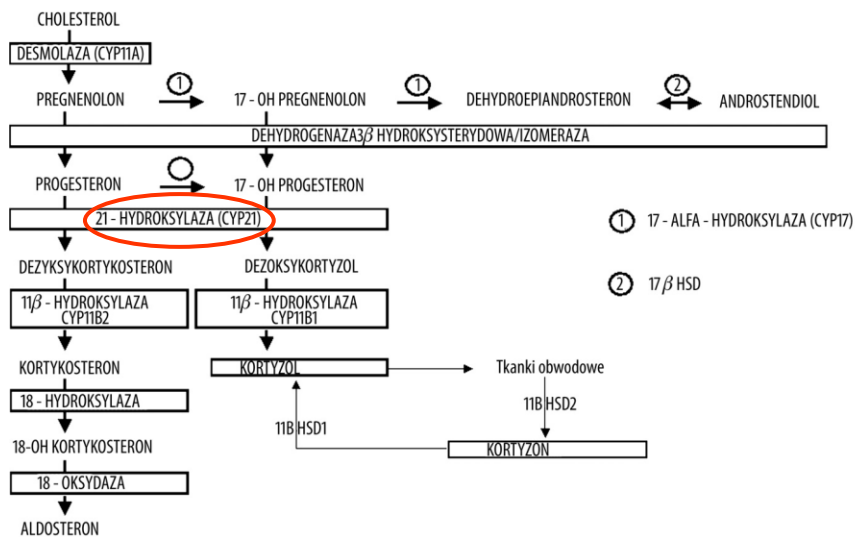 CHOLESTEROL
DESMOLAZA (CYP11A)
1
1
2
PREGNENOLON
17 - OH PREGNENOLON
DEHYDROEPIANDROSTERON
ANDROSTENDIOL
DEHYDROGENAZA3β HYDROKSYSTERYDOWA/IZOMERAZA
PROGESTERON
17 - OH PROGESTERON
21 - HYDROKSYLAZA (CYP21)
1 17 - ALFA - HYDROKSYLAZA (CYP17)
DEZYKSYKORTYKOSTERON
DEZOKSYKORTYZOL
2 17 β HSD
11β - HYDROKSYLAZA
CYP11B2
11β - HYDROKSYLAZA
CYP11B1
KORTYKOSTERON
KORTYZOL
Tkanki obwodowe
18 - HYDROKSYLAZA
11B HSD1
11B HSD2
18-OH KORTYKOSTERON
KORTYZON
18 - OKSYDAZA
ALDOSTERON